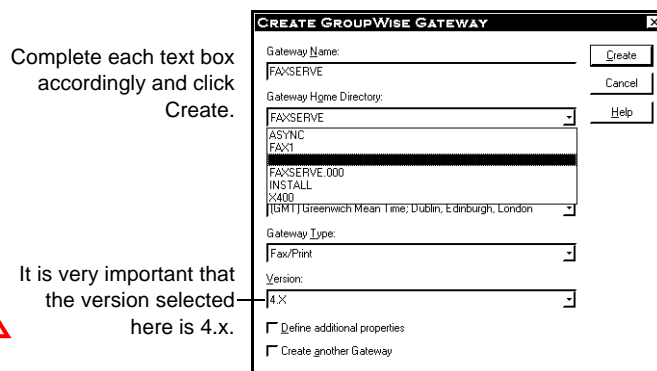 CREATE GROUPWISE GATEWAY
Complete each text box
accordingly and click
Create.
Gateway Name:
FAXSERVE
Gateway Home Directory:
FAXSERVE
ASYNC
FAX1
FAXSERVE.000
INSTALL
X400
(GMT) Greenwich Mean Time; Dublin, Edinburgh, London
Gateway Type:
Fax/Print
Version:
4.X
Define additional properties
Create another Gateway
Create
Cancel
Help
It is very important that
the version selected
here is 4.x.